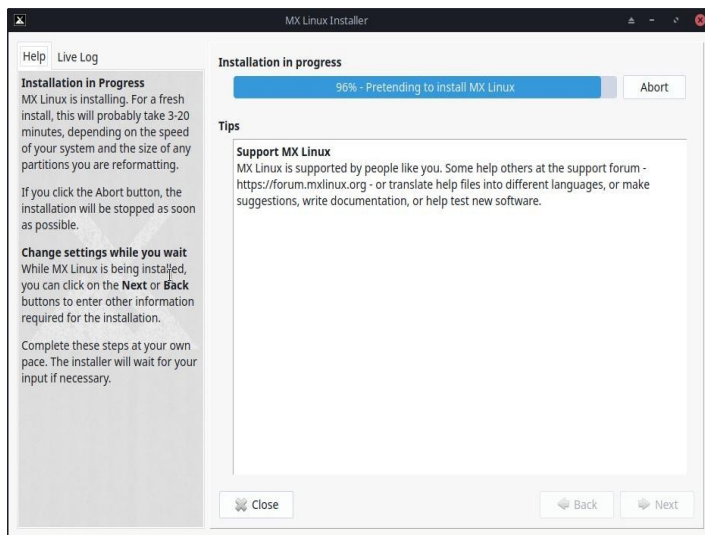 MX Linux Installer
Help
Live Log
Installation in Progress
MX Linux is installing. For a fresh
install, this will probably take 3-20
minutes, depending on the speed
of your system and the size of any
partitions you are reformatting.
If you click the Abort button, the
installation will be stopped as soon
as possible.
Change settings while you wait
While MX Linux is being installed,
you can click on the Next or Back
buttons to enter other information
required for the installation.
Complete these steps at your own
pace. The installer will wait for your
input if necessary.
Installation in progress
96% - Pretending to install MX Linux
Abort
Tips
Support MX Linux
MX Linux is supported by people like you. Some help others at the support forum -
https://forum.mxlinux.org - or translate help files into different languages, or make
suggestions, write documentation, or help test new software.
Close
Back
Next